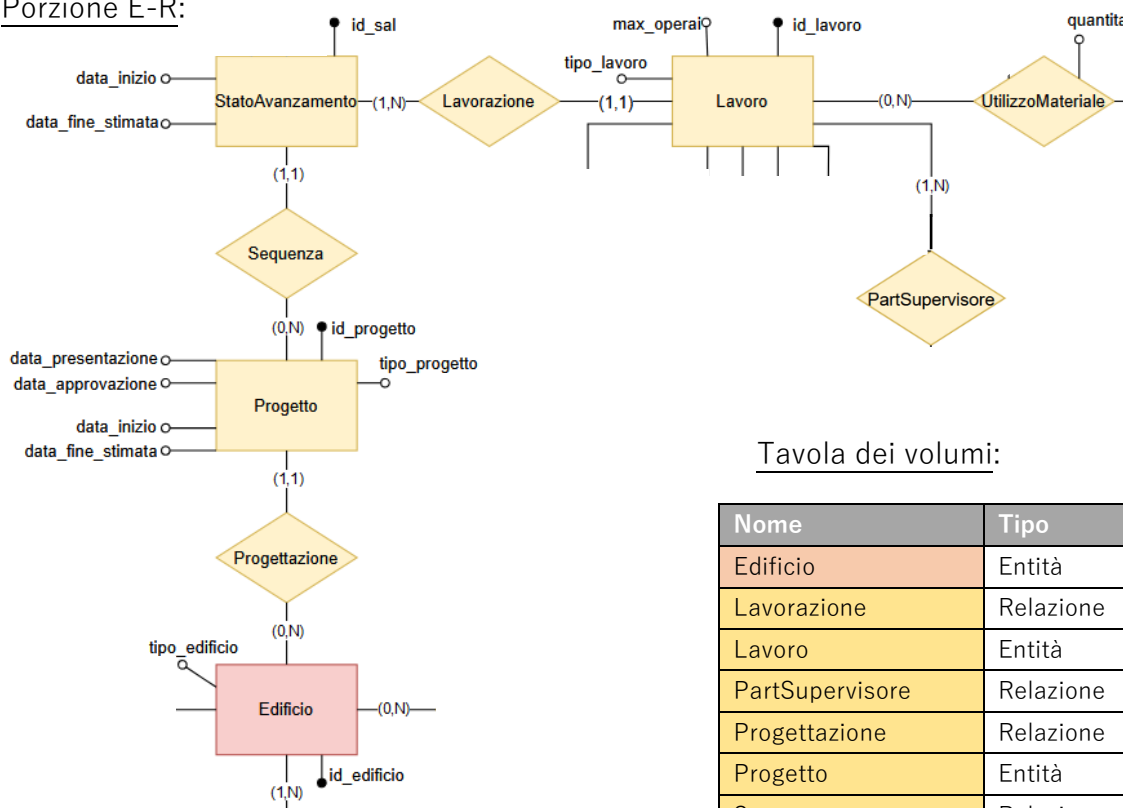 Porzione E-R:
id_sal
max_operai
id_lavoro
tipo_lavoro
data_inizio
data_fine_stimata
StatoAvanzamento
(1,N)
Lavorazione
(1,1)
Lavoro
(0,N)
UtilizzoMateriale
(1,1)
(1,N)
Sequenza
PartSupervisore
(0,N)
id_progetto
data_presentazione
data_approvazione
tipo_progetto
Progetto
data_inizio
data_fine_stimata
(1,1)
Tavola dei volumi:
Nome Tipo
Edificio Entità
Lavorazione Relazione
Lavoro Entità
PartSupervisore Relazione
Progettazione Relazione
Progetto Entità
Progettazione
(0,N)
tipo_edificio
Edificio
(0,N)
id_edificio
(1,N)